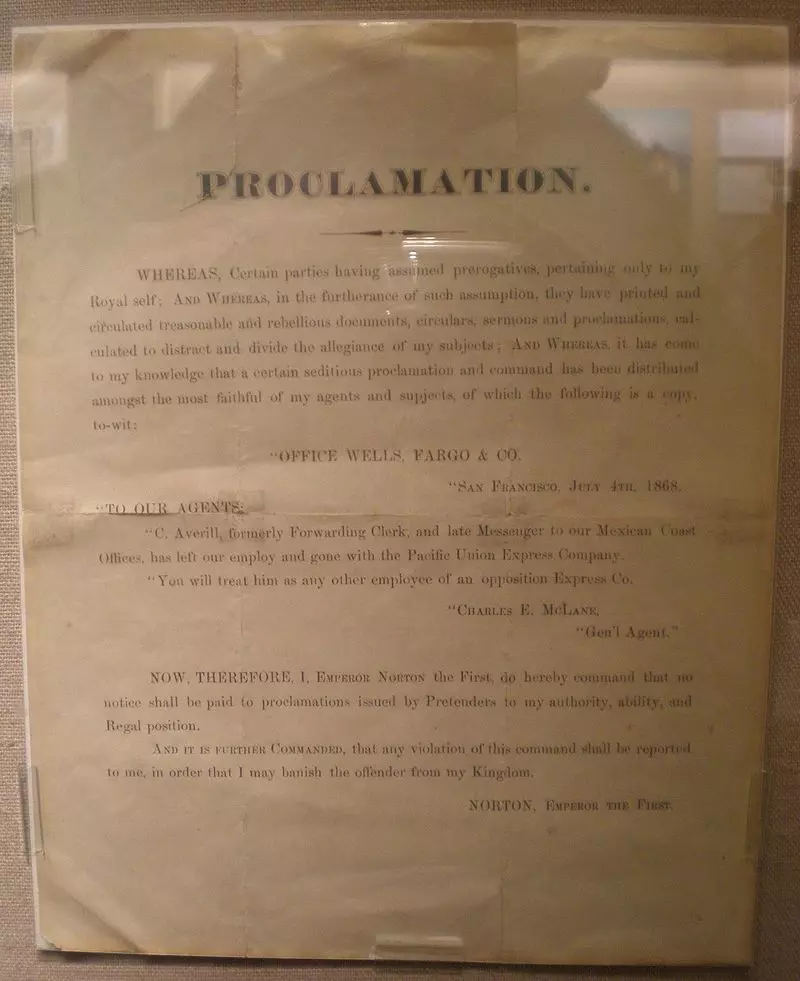 PROCLAMATION.
WHEREAS, Certain parties having assumed prerogatives, pertaining only to my
Royal self; AND WHEREAS, in the furtherance of such assumption, they have printed and
circulated treasonable and rebellious documents, circulars, sermons and proclamations, cal-
culated to distract and divide the allegiance of my subjects; AND WHEREAS, it has come
to my knowledge that a certain seditious proclamation and command has been distributed
amongst the most faithful of my agents and supjects, of which the following is a copy,
to-wit:
"OFFICE WELLS, FARGO & CO.
"SAN FRANCISCO, JULY 4TH, 1868.
"TO OUR AGENTS:
"C. Averill, formerly Forwarding Clerk, and late Messenger to our Mexican Coast
Offices, has left our employ and gone with the Pacific Union Express Company.
"You will treat him as any other employee of an opposition Express Co.
"CHARLES E. MCLANE,
"Gen'l Agent."
NOW, THEREFORE, I, EMPEROR NORTON the First, do hereby command that no
notice shall be paid to proclamations issued by Pretenders to my authority, ability, and
Regal position.
AND IT IS FURTHER COMMANDED, that any violation of this command shall be reported
to me, in order that I may banish the offender from my Kingdom.
NORTON, EMPEROR THE FIRST.